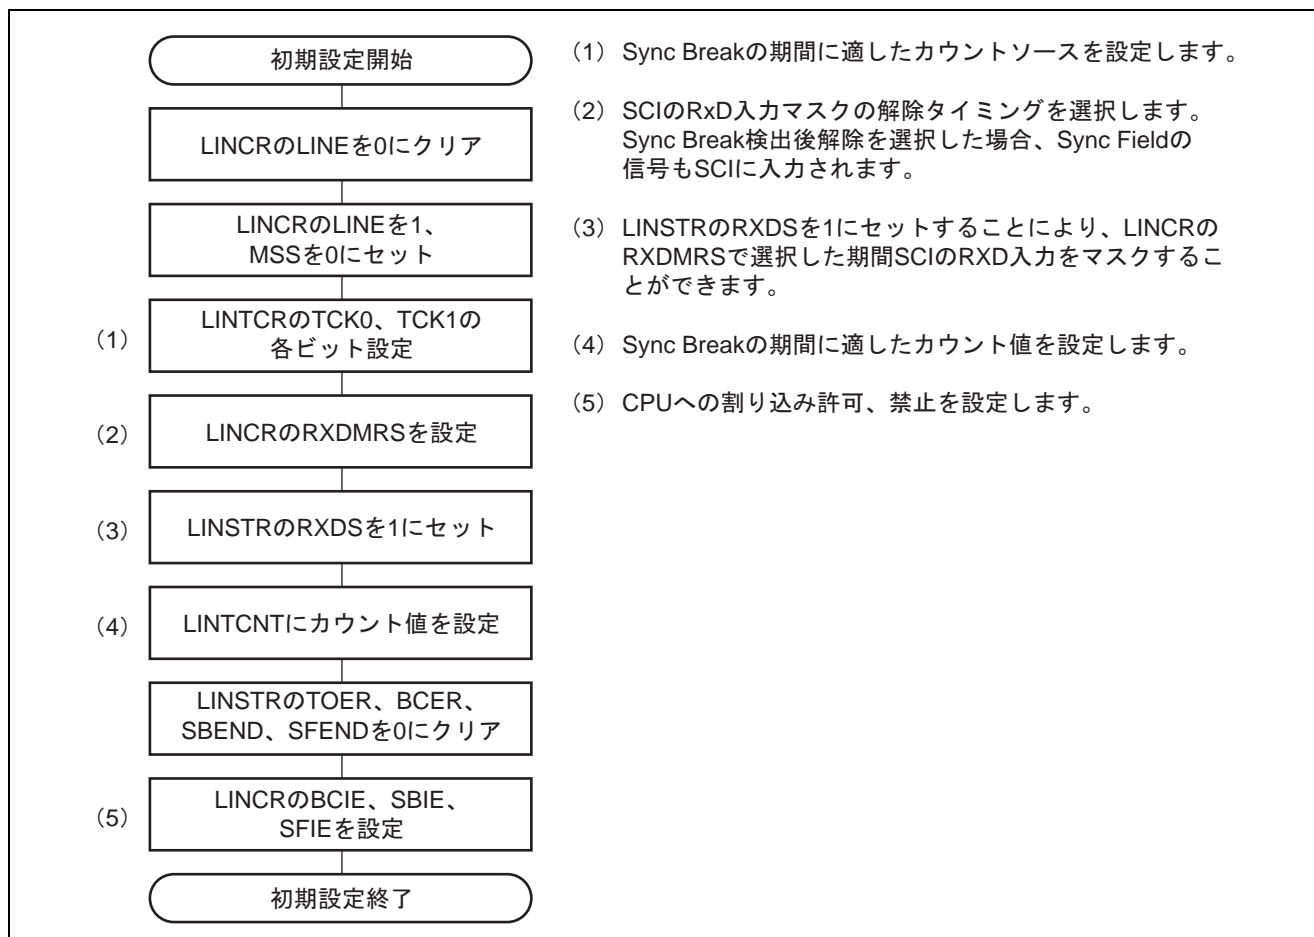 初期設定開始
LINCRのLINEを0にクリア
LINCRのLINEを1、
MSSを0にセット
(1)
LINTCRのTCK0、TCK1の
各ビット設定
(2)
LINCRのRXDMRSを設定
(3)
LINSTRのRXDSを1にセット
(4)
LINTCNTにカウント値を設定
LINSTRのTOER、BCER、
SBEND、SFENDを0にクリア
(5)
LINCRのBCIE、SBIE、
SFIEを設定
初期設定終了
(1) Sync Breakの期間に適したカウントソースを設定します。
(2) SCIのRxD入力マスクの解除タイミングを選択します。
Sync Break検出後解除を選択した場合、Sync Fieldの
信号もSCIに入力されます。
(3) LINSTRのRXDSを1にセットすることにより、LINCRの
RXDMRSで選択した期間SCIのRXD入力をマスクするこ
とができます。
(4) Sync Breakの期間に適したカウント値を設定します。
(5) CPUへの割り込み許可、禁止を設定します。